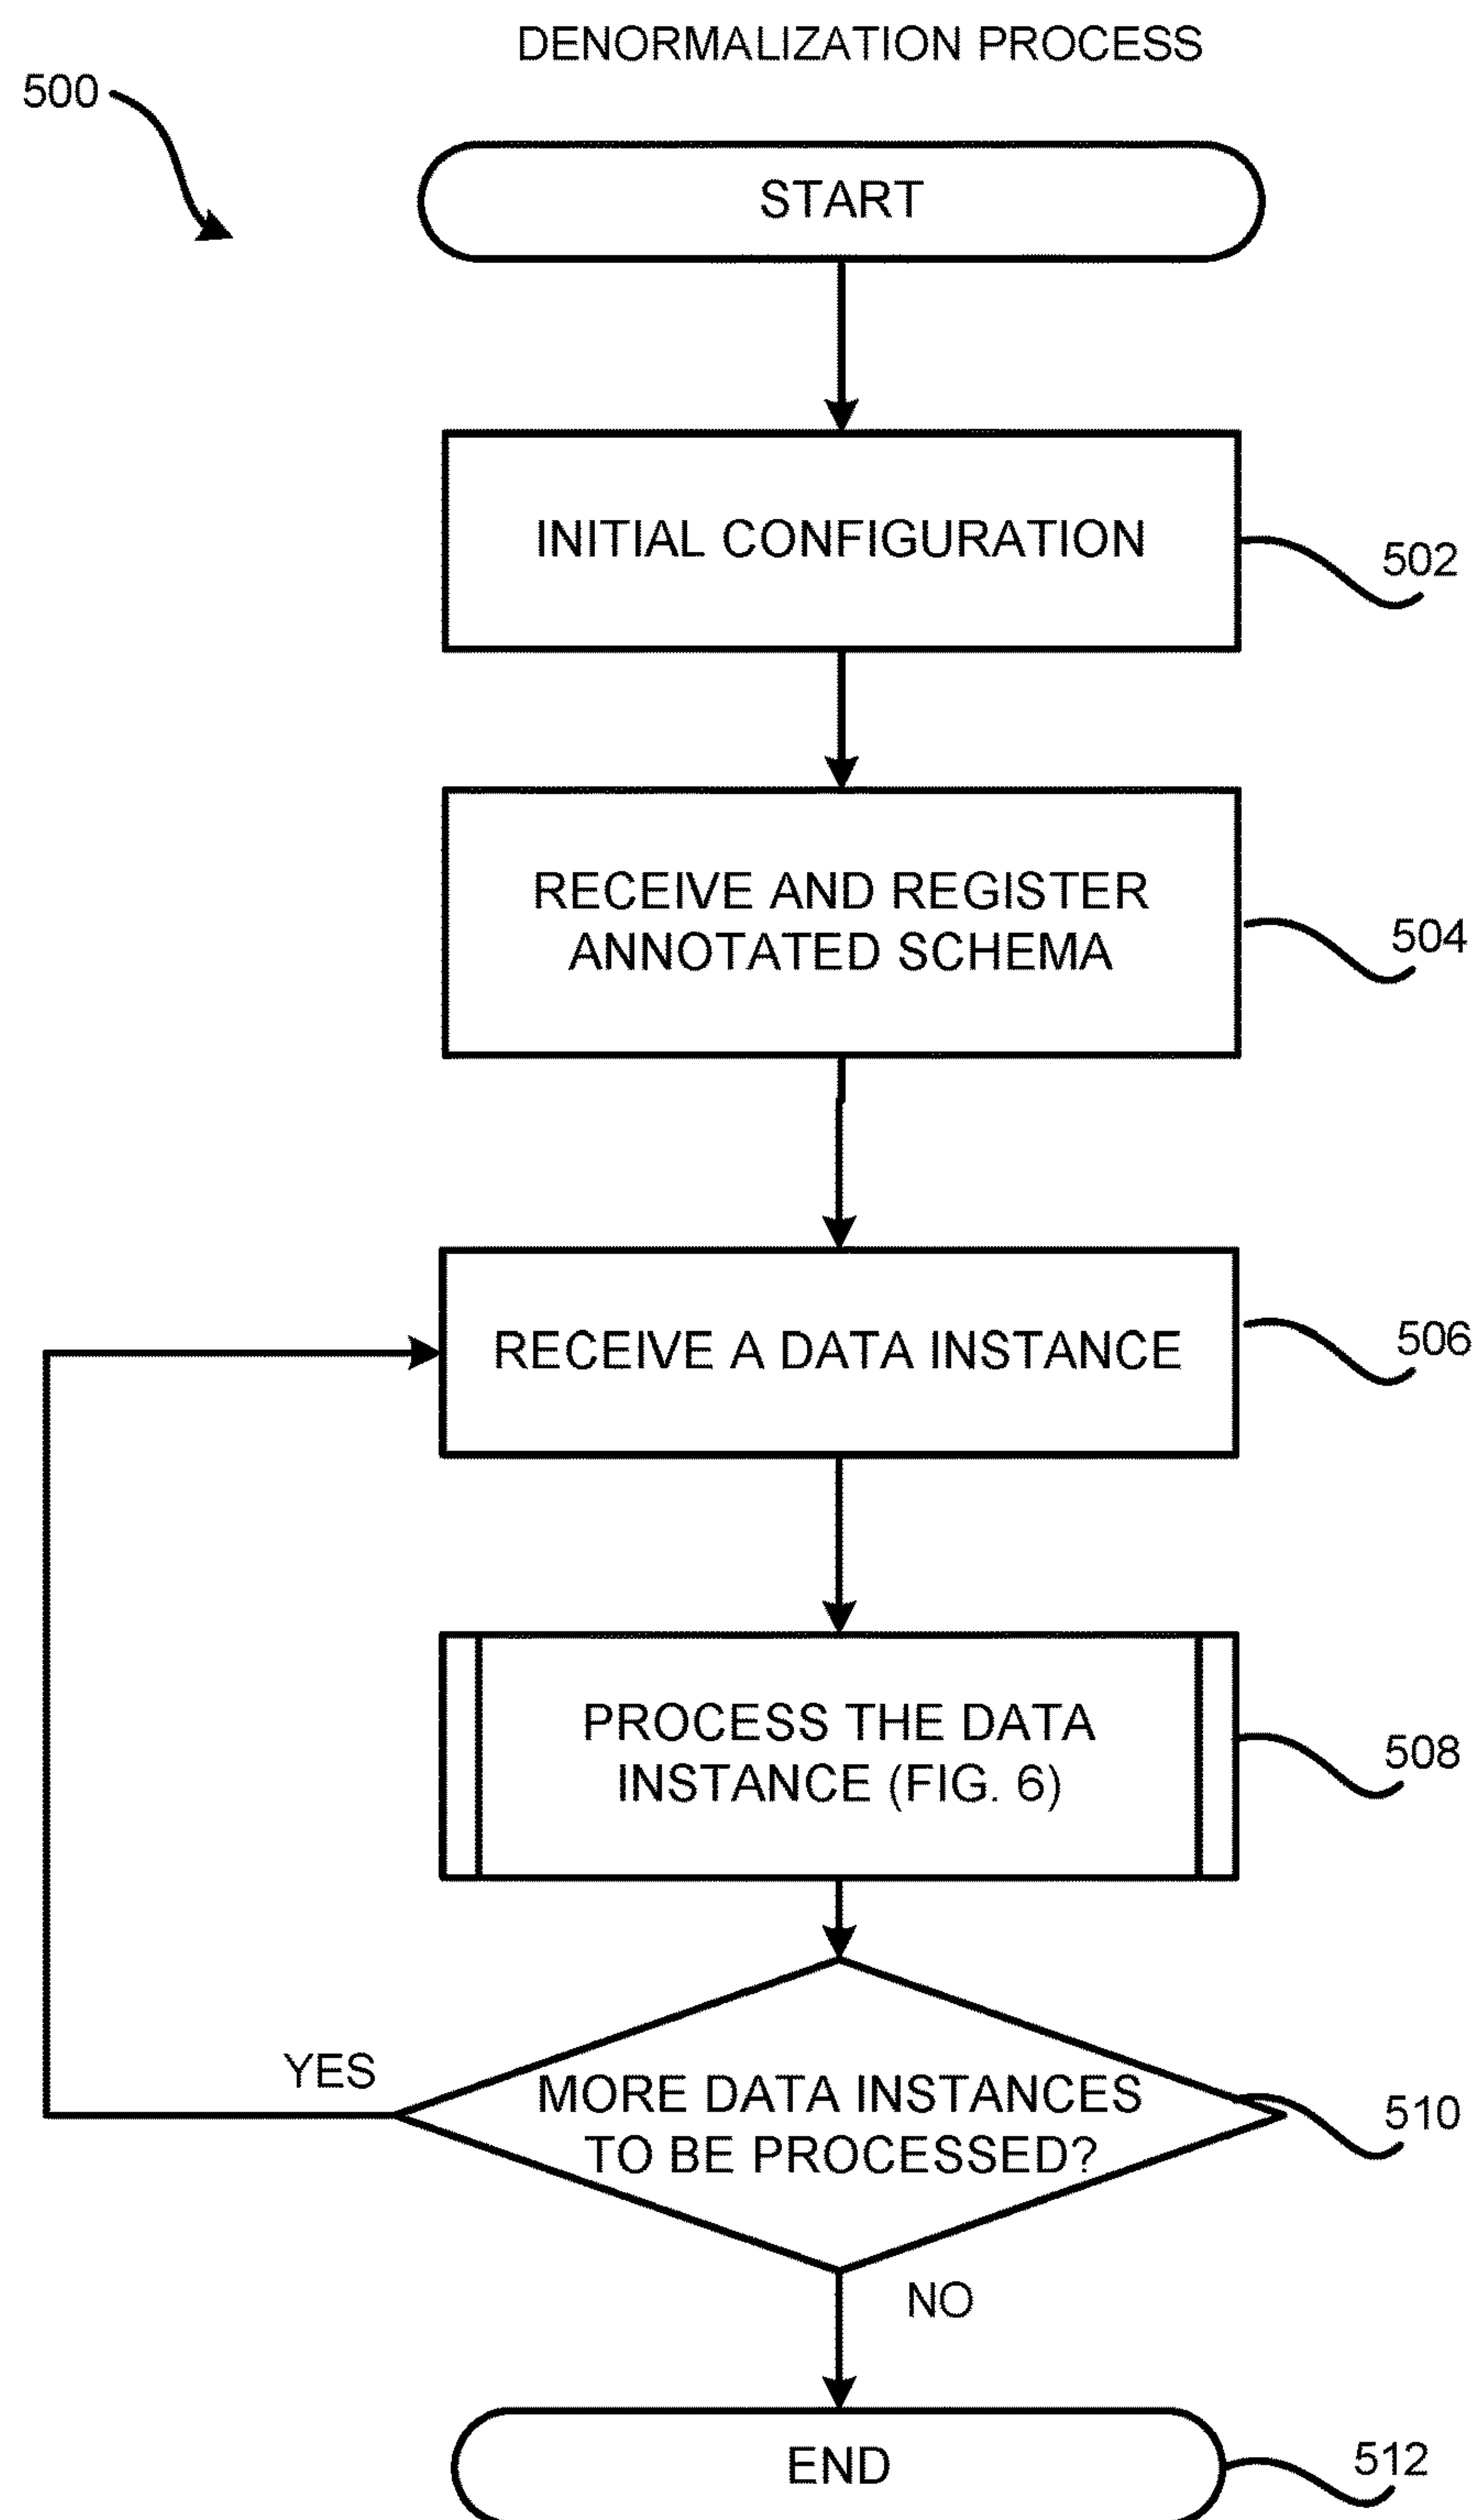 DENORMALIZATION PROCESS
500
START
INITIAL CONFIGURATION
502
RECEIVE AND REGISTER
ANNOTATED SCHEMA
504
RECEIVE A DATA INSTANCE
506
PROCESS THE DATA
INSTANCE (FIG. 6)
508
YES
MORE DATA INSTANCES
TO BE PROCESSED?
510
NO
END
512